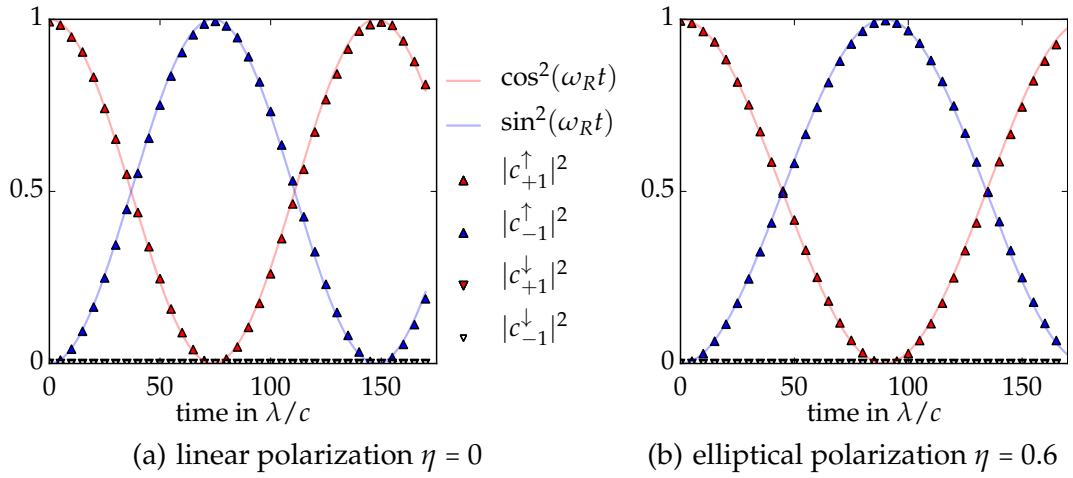 1
0.5
0
0 50 100 150
time in λ/c
(a) linear polarization η = 0
cos²(ω_R t)
sin²(ω_R t)
|c↑₊₁|²
|c↑₋₁|²
|c↓₊₁|²
|c↓₋₁|²
1
0.5
0
0 50 100 150
time in λ/c
(b) elliptical polarization η = 0.6